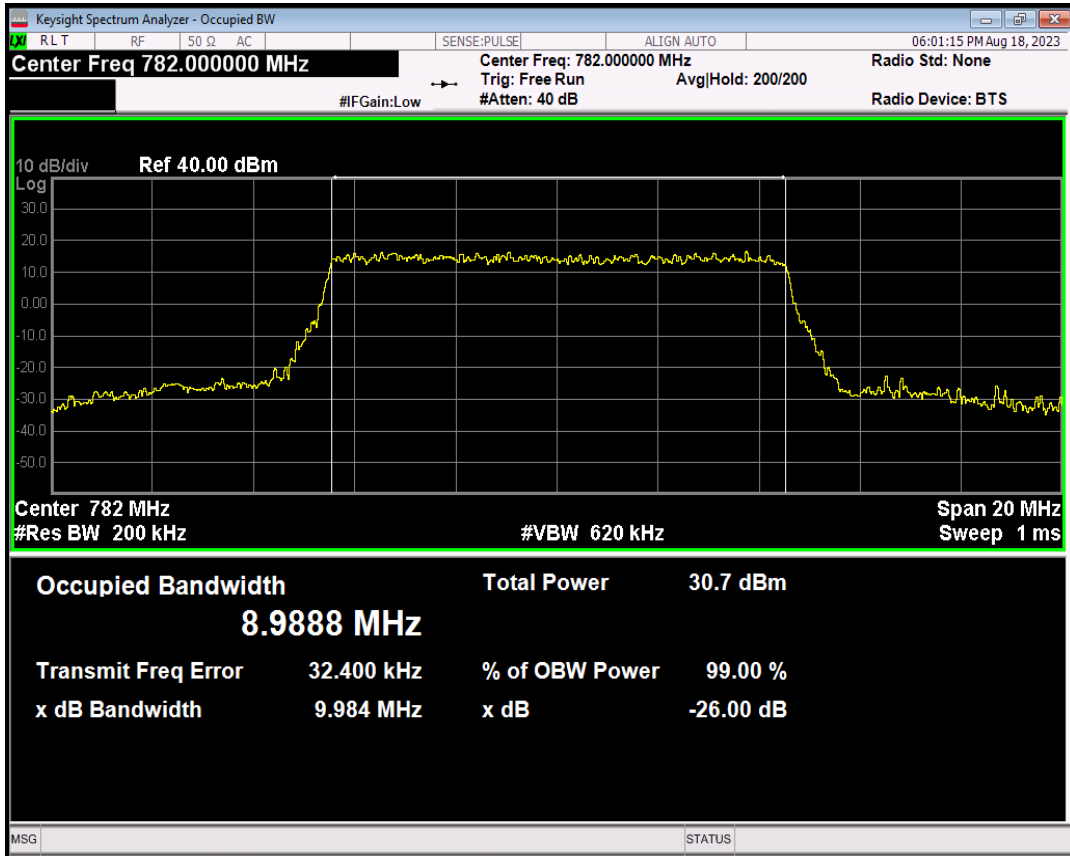 Keysight Spectrum Analyzer - Occupied BW
LXI RLT RF 50 Ω AC SENSE:PULSE ALIGN AUTO 06:01:15 PM Aug 18, 2023
Center Freq 782.000000 MHz Center Freq: 782.000000 MHz Radio Std: None
Trig: Free Run Avg|Hold: 200/200
#IFGain:Low #Atten: 40 dB Radio Device: BTS
10 dB/div Ref 40.00 dBm
Log
30.0
20.0
10.0
0.00
-10.0
-20.0
-30.0
-40.0
-50.0
Center 782 MHz Span 20 MHz
#Res BW 200 kHz #VBW 620 kHz Sweep 1 ms
Occupied Bandwidth Total Power 30.7 dBm
8.9888 MHz
Transmit Freq Error 32.400 kHz % of OBW Power 99.00 %
x dB Bandwidth 9.984 MHz x dB -26.00 dB
MSG STATUS